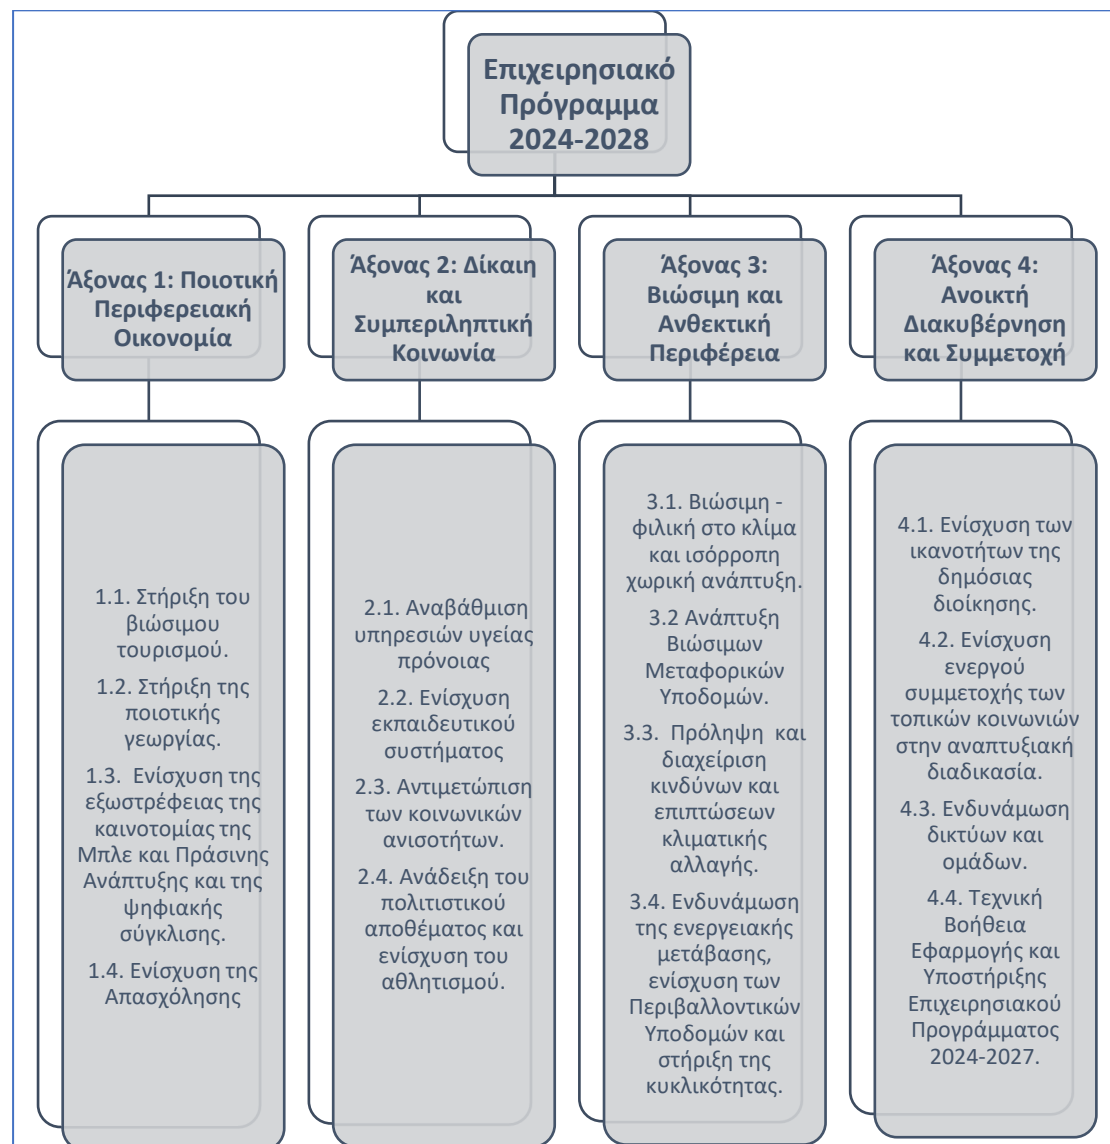 Επιχειρησιακό
Πρόγραμμα
2024-2028
Άξονας 1: Ποιοτική
Περιφερειακή
Οικονομία
Άξονας 2: Δίκαιη
και
Συμπεριληπτική
Κοινωνία
Άξονας 3:
Βιώσιμη και
Ανθεκτική
Περιφέρεια
Άξονας 4:
Ανοικτή
Διακυβέρνηση
και Συμμετοχή
1.1. Στήριξη του
βιώσιμου
τουρισμού.
1.2. Στήριξη της
ποιοτικής
γεωργίας.
1.3.  Ενίσχυση της
εξωστρέφειας της
καινοτομίας της
Μπλε και Πράσινης
Ανάπτυξης και της
ψηφιακής
σύγκλισης.
1.4. Ενίσχυση της
Απασχόλησης
2.1. Αναβάθμιση
υπηρεσιών υγείας
πρόνοιας
2.2. Ενίσχυση
εκπαιδευτικού
συστήματος
2.3. Αντιμετώπιση
των κοινωνικών
ανισοτήτων.
2.4. Ανάδειξη του
πολιτιστικού
αποθέματος και
ενίσχυση του
αθλητισμού.
3.1. Βιώσιμη -
φιλική στο κλίμα
και ισόρροπη
χωρική ανάπτυξη.
3.2 Ανάπτυξη
Βιώσιμων
Μεταφορικών
Υποδομών.
3.3.  Πρόληψη  και
διαχείριση
κινδύνων και
επιπτώσεων
κλιματικής
αλλαγής.
3.4. Ενδυνάμωση
της ενεργειακής
μετάβασης,
ενίσχυση των
Περιβαλλοντικών
Υποδομών και
στήριξη της
κυκλικότητας.
4.1. Ενίσχυση των
ικανοτήτων της
δημόσιας
διοίκησης.
4.2. Ενίσχυση
ενεργού
συμμετοχής των
τοπικών κοινωνιών
στην αναπτυξιακή
διαδικασία.
4.3. Ενδυνάμωση
δικτύων και
ομάδων.
4.4. Τεχνική
Βοήθεια
Εφαρμογής και
Υποστήριξης
Επιχειρησιακού
Προγράμματος
2024-2027.